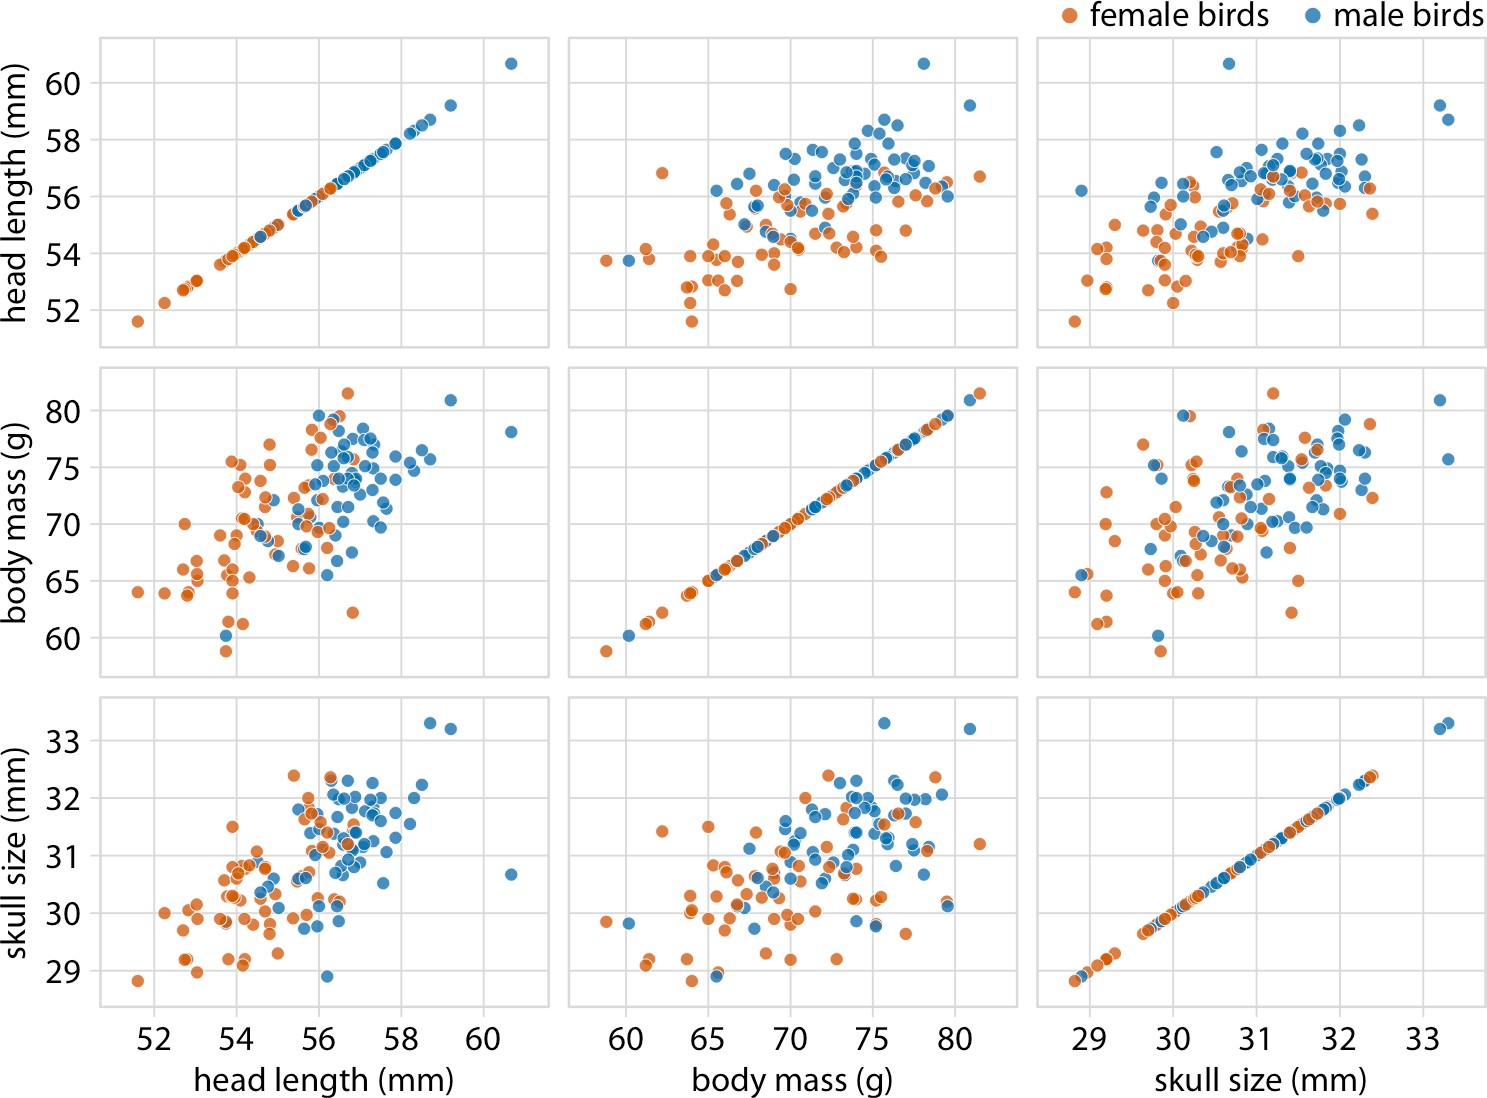 female birds male birds
head length (mm)
60
58
56
54
52
body mass (g)
80
75
70
65
60
skull size (mm)
33
32
31
30
29
52 54 56 58 60
60 65 70 75 80
29 30 31 32 33
head length (mm)
body mass (g)
skull size (mm)